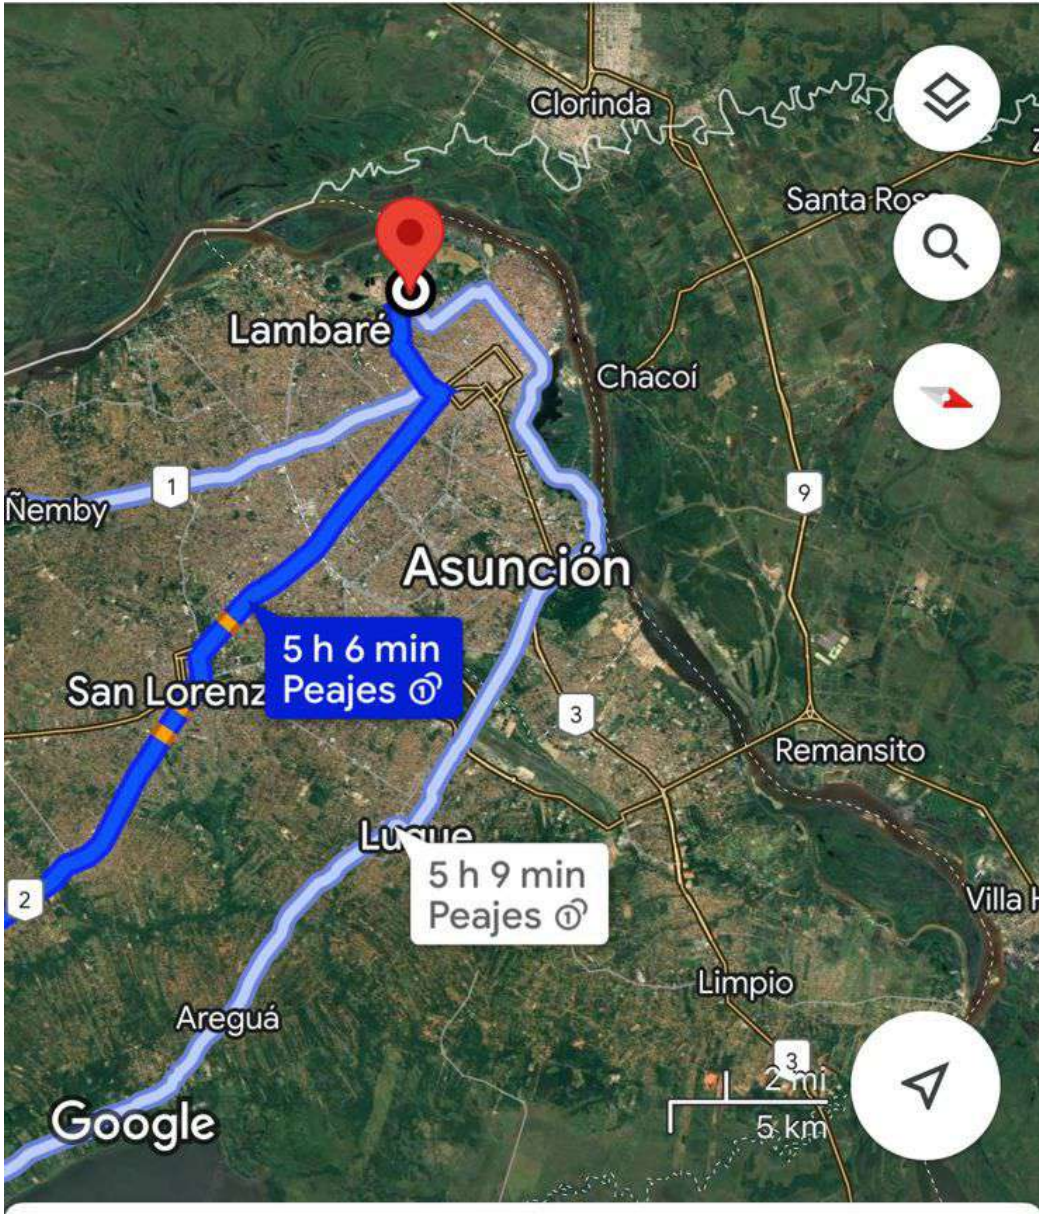 Clorinda
Santa Rosa
Lambaré
Chacoí
1
9
Ñemby
Asunción
5 h 6 min
Peajes
San Lorenz
3
Remansito
Luque
5 h 9 min
Peajes
2
Villa H
Limpio
Areguá
3
2 mi
5 km
Google